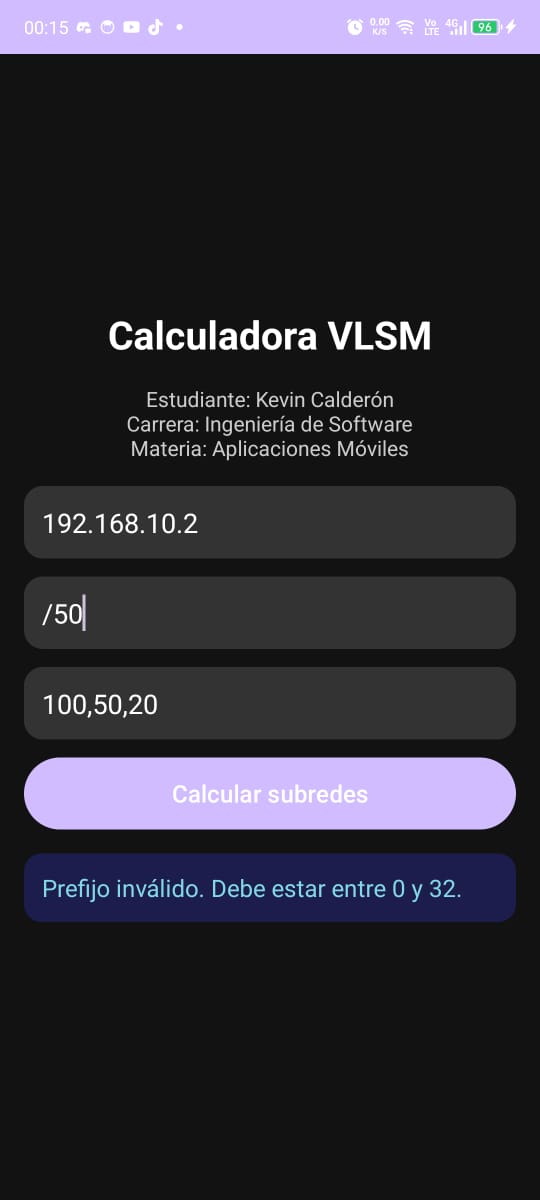 00:15
0.00 K/S
Vo LTE
4G
96
Calculadora VLSM
Estudiante: Kevin Calderón
Carrera: Ingeniería de Software
Materia: Aplicaciones Móviles
192.168.10.2
/50
100,50,20
Calcular subredes
Prefijo inválido. Debe estar entre 0 y 32.